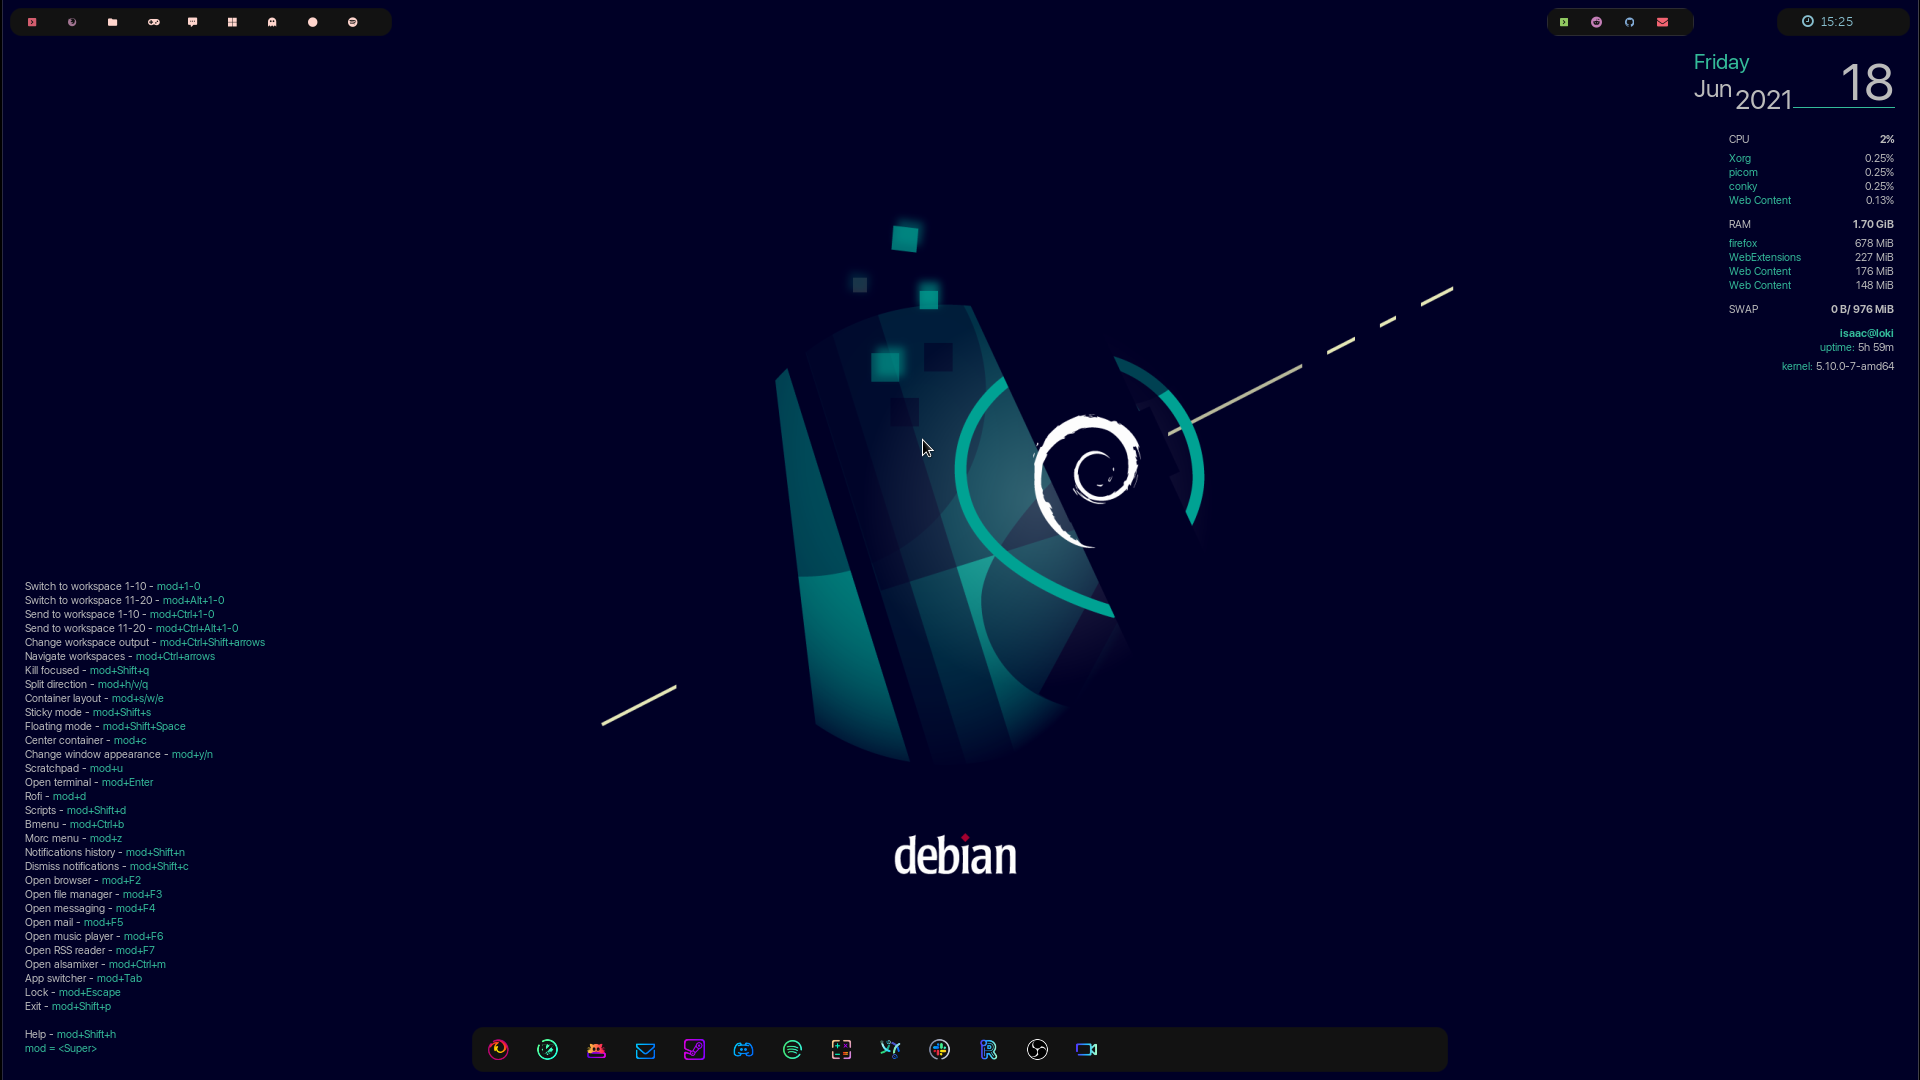 15:25
Friday
Jun 2021 18
CPU 2%
Xorg 0.25%
picom 0.25%
conky 0.25%
Web Content 0.13%
RAM 1.70 GiB
firefox 678 MiB
WebExtensions 227 MiB
Web Content 176 MiB
Web Content 148 MiB
SWAP 0 B/ 976 MiB
isaac@loki
uptime: 5h 59m
kernel: 5.10.0-7-amd64
Switch to workspace 1-10 - mod+1-0
Switch to workspace 11-20 - mod+Alt+1-0
Send to workspace 1-10 - mod+Ctrl+1-0
Send to workspace 11-20 - mod+Ctrl+Alt+1-0
Change workspace output - mod+Ctrl+Shift+arrows
Navigate workspaces - mod+Ctrl+arrows
Kill focused - mod+Shift+q
Split direction - mod+h/v/q
Container layout - mod+s/w/e
Sticky mode - mod+Shift+s
Floating mode - mod+Shift+Space
Center container - mod+c
Change window appearance - mod+y/n
Scratchpad - mod+u
Open terminal - mod+Enter
Rofi - mod+d
Scripts - mod+Shift+d
Bmenu - mod+Ctrl+b
Morc menu - mod+z
Notifications history - mod+Shift+n
Dismiss notifications - mod+Shift+c
Open browser - mod+F2
Open file manager - mod+F3
Open messaging - mod+F4
Open mail - mod+F5
Open music player - mod+F6
Open RSS reader - mod+F7
Open alsamixer - mod+Ctrl+m
App switcher - mod+Tab
Lock - mod+Escape
Exit - mod+Shift+p
Help - mod+Shift+h
mod = <Super>
debian